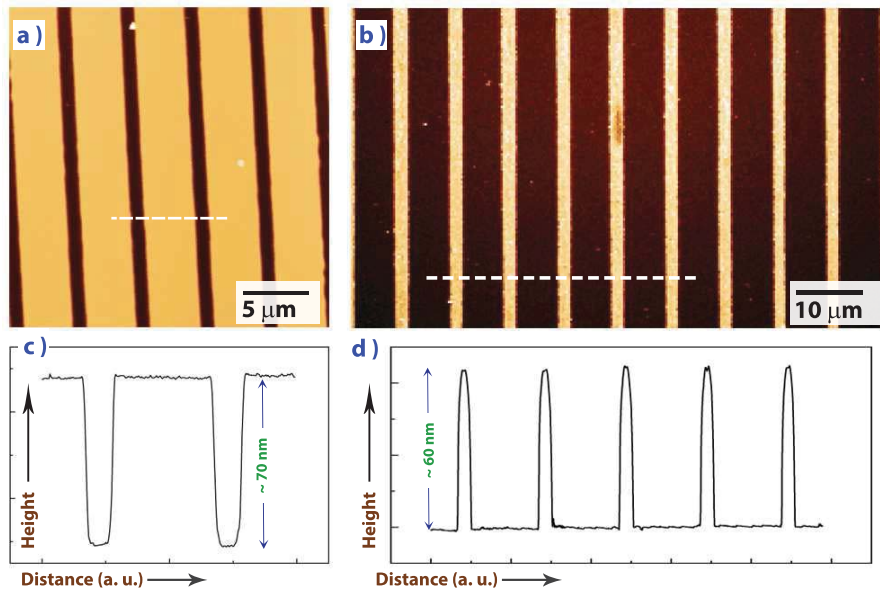 a )
b )
5 μm
10 μm
c )
d )
Height
~ 70 nm
Height
~ 60 nm
Distance (a. u.)
Distance (a. u.)